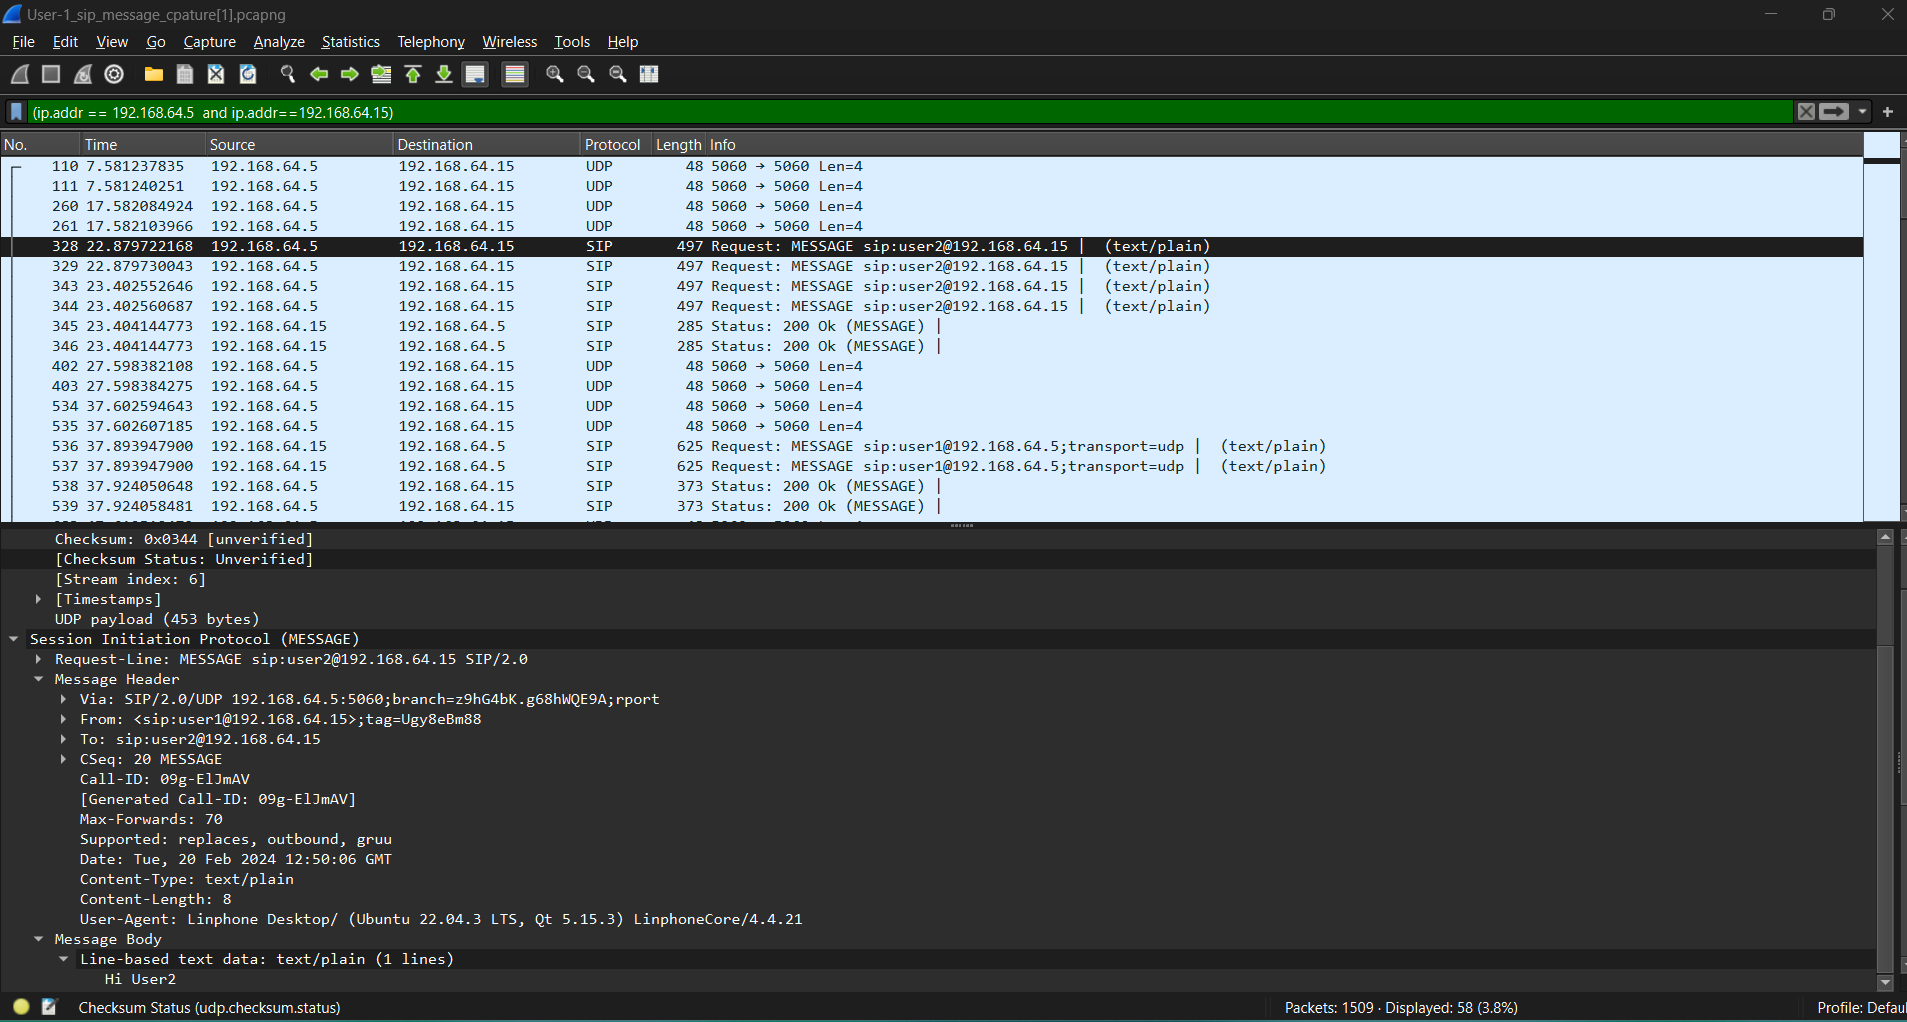 User-1_sip_message_cpature[1].pcapng
File Edit View Go Capture Analyze Statistics Telephony Wireless Tools Help
(ip.addr == 192.168.64.5 and ip.addr==192.168.64.15)
No. Time Source Destination Protocol Length Info
110 7.581237835 192.168.64.5 192.168.64.15 UDP 48 5060 → 5060 Len=4
111 7.581240251 192.168.64.5 192.168.64.15 UDP 48 5060 → 5060 Len=4
260 17.582084924 192.168.64.5 192.168.64.15 UDP 48 5060 → 5060 Len=4
261 17.582103966 192.168.64.5 192.168.64.15 UDP 48 5060 → 5060 Len=4
328 22.879722168 192.168.64.5 192.168.64.15 SIP 497 Request: MESSAGE sip:user2@192.168.64.15 | (text/plain)
329 22.879730043 192.168.64.5 192.168.64.15 SIP 497 Request: MESSAGE sip:user2@192.168.64.15 | (text/plain)
343 23.402552646 192.168.64.5 192.168.64.15 SIP 497 Request: MESSAGE sip:user2@192.168.64.15 | (text/plain)
344 23.402560687 192.168.64.5 192.168.64.15 SIP 497 Request: MESSAGE sip:user2@192.168.64.15 | (text/plain)
345 23.404144773 192.168.64.15 192.168.64.5 SIP 285 Status: 200 Ok (MESSAGE) |
346 23.404144773 192.168.64.15 192.168.64.5 SIP 285 Status: 200 Ok (MESSAGE) |
402 27.598382108 192.168.64.5 192.168.64.15 UDP 48 5060 → 5060 Len=4
403 27.598384275 192.168.64.5 192.168.64.15 UDP 48 5060 → 5060 Len=4
534 37.602594643 192.168.64.5 192.168.64.15 UDP 48 5060 → 5060 Len=4
535 37.602607185 192.168.64.5 192.168.64.15 UDP 48 5060 → 5060 Len=4
536 37.893947900 192.168.64.15 192.168.64.5 SIP 625 Request: MESSAGE sip:user1@192.168.64.5;transport=udp | (text/plain)
537 37.893947900 192.168.64.15 192.168.64.5 SIP 625 Request: MESSAGE sip:user1@192.168.64.5;transport=udp | (text/plain)
538 37.924050648 192.168.64.5 192.168.64.15 SIP 373 Status: 200 Ok (MESSAGE) |
539 37.924058481 192.168.64.5 192.168.64.15 SIP 373 Status: 200 Ok (MESSAGE) |
Checksum: 0x0344 [unverified]
[Checksum Status: Unverified]
[Stream index: 6]
[Timestamps]
UDP payload (453 bytes)
Session Initiation Protocol (MESSAGE)
Request-Line: MESSAGE sip:user2@192.168.64.15 SIP/2.0
Message Header
Via: SIP/2.0/UDP 192.168.64.5:5060;branch=z9hG4bK.g68hWQE9A;rport
From: <sip:user1@192.168.64.15>;tag=Ugy8eBm88
To: sip:user2@192.168.64.15
CSeq: 20 MESSAGE
Call-ID: 09g-ElJmAV
[Generated Call-ID: 09g-ElJmAV]
Max-Forwards: 70
Supported: replaces, outbound, gruu
Date: Tue, 20 Feb 2024 12:50:06 GMT
Content-Type: text/plain
Content-Length: 8
User-Agent: Linphone Desktop/ (Ubuntu 22.04.3 LTS, Qt 5.15.3) LinphoneCore/4.4.21
Message Body
Line-based text data: text/plain (1 lines)
Hi User2
Checksum Status (udp.checksum.status) Packets: 1509 · Displayed: 58 (3.8%) Profile: Defau